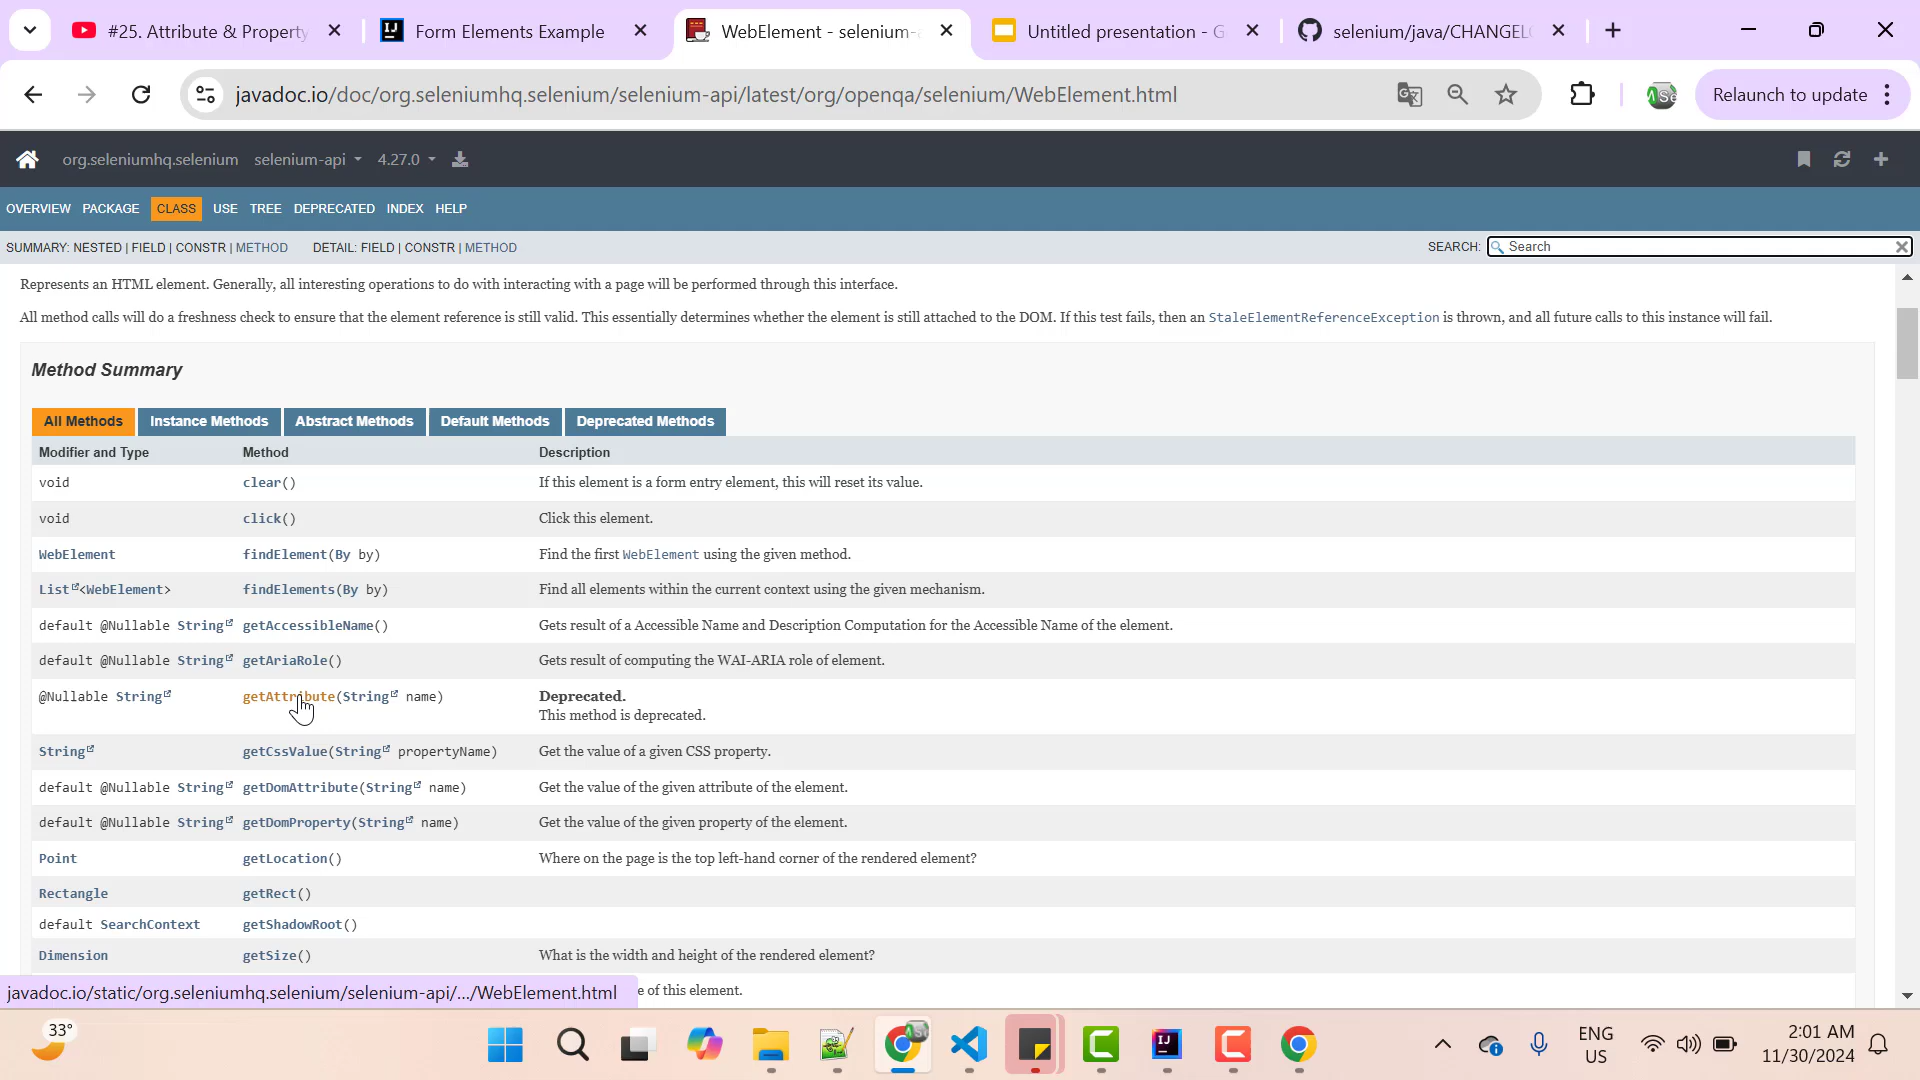 #25. Attribute & Property
Form Elements Example
WebElement - selenium-a
Untitled presentation - G
selenium/java/CHANGELO
javadoc.io/doc/org.seleniumhq.selenium/selenium-api/latest/org/openqa/selenium/WebElement.html
Relaunch to update
org.seleniumhq.selenium selenium-api 4.27.0
OVERVIEW PACKAGE CLASS USE TREE DEPRECATED INDEX HELP
SUMMARY: NESTED | FIELD | CONSTR | METHOD DETAIL: FIELD | CONSTR | METHOD SEARCH: Search
Represents an HTML element. Generally, all interesting operations to do with interacting with a page will be performed through this interface.
All method calls will do a freshness check to ensure that the element reference is still valid. This essentially determines whether the element is still attached to the DOM. If this test fails, then an StaleElementReferenceException is thrown, and all future calls to this instance will fail.
Method Summary
All Methods Instance Methods Abstract Methods Default Methods Deprecated Methods
Modifier and Type Method Description
void clear() If this element is a form entry element, this will reset its value.
void click() Click this element.
WebElement findElement(By by) Find the first WebElement using the given method.
List<WebElement> findElements(By by) Find all elements within the current context using the given mechanism.
default @Nullable String getAccessibleName() Gets result of a Accessible Name and Description Computation for the Accessible Name of the element.
default @Nullable String getAriaRole() Gets result of computing the WAI-ARIA role of element.
@Nullable String getAttribute(String name) Deprecated.
This method is deprecated.
String getCssValue(String propertyName) Get the value of a given CSS property.
default @Nullable String getDomAttribute(String name) Get the value of the given attribute of the element.
default @Nullable String getDomProperty(String name) Get the value of the given property of the element.
Point getLocation() Where on the page is the top left-hand corner of the rendered element?
Rectangle getRect()
default SearchContext getShadowRoot()
Dimension getSize() What is the width and height of the rendered element?
javadoc.io/static/org.seleniumhq.selenium/selenium-api/.../WebElement.html e of this element.
33°
ENG
US
2:01 AM
11/30/2024